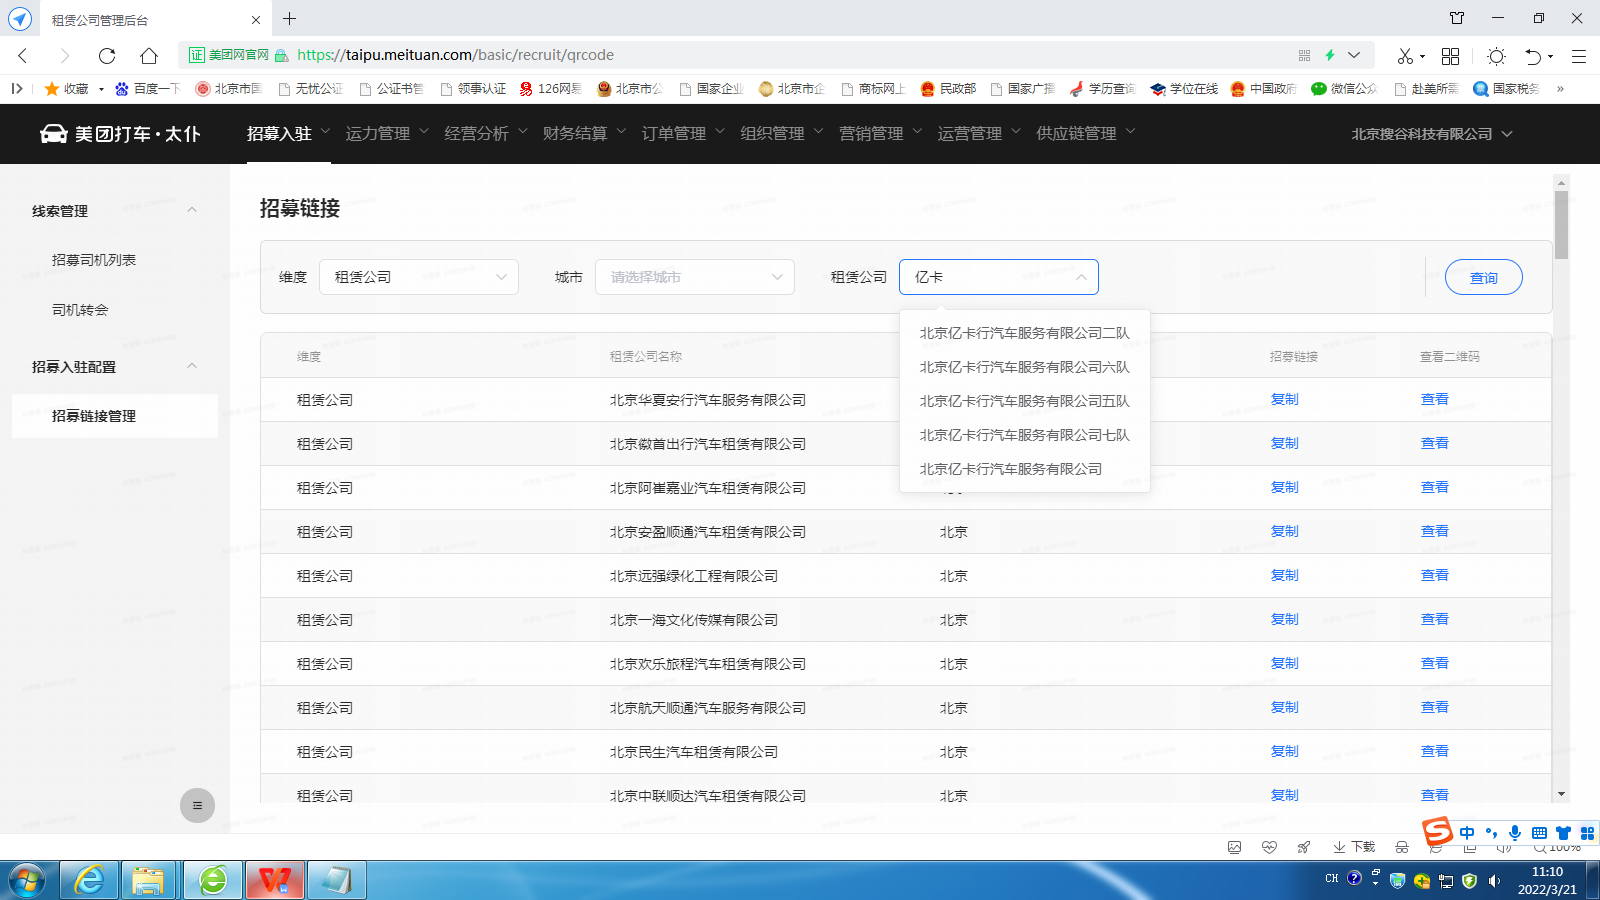 租赁公司管理后台
证 美团网官网 https://taipu.meituan.com/basic/recruit/qrcode
收藏 百度一下 北京市国 无忧公证 公证书管 领事认证 126网易 北京市公 国家企业 北京市企 商标网上 民政部 国家广播 学历查询 学位在线 中国政府 微信公众 赴美所需 国家税务 »
美团打车·太仆 招募入驻 运力管理 经营分析 财务结算 订单管理 组织管理 营销管理 运营管理 供应链管理 北京搜谷科技有限公司
线索管理
招募司机列表
司机转会
招募入驻配置
招募链接管理
招募链接
维度 租赁公司 城市 请选择城市 租赁公司 亿卡 查询
北京亿卡行汽车服务有限公司二队
北京亿卡行汽车服务有限公司六队
北京亿卡行汽车服务有限公司五队
北京亿卡行汽车服务有限公司七队
北京亿卡行汽车服务有限公司
维度 租赁公司名称 招募链接 查看二维码
租赁公司 北京华夏安行汽车服务有限公司 复制 查看
租赁公司 北京徽首出行汽车租赁有限公司 复制 查看
租赁公司 北京阿崔嘉业汽车租赁有限公司 复制 查看
租赁公司 北京安盈顺通汽车租赁有限公司 北京 复制 查看
租赁公司 北京远强绿化工程有限公司 北京 复制 查看
租赁公司 北京一海文化传媒有限公司 北京 复制 查看
租赁公司 北京欢乐旅程汽车租赁有限公司 北京 复制 查看
租赁公司 北京航天顺通汽车服务有限公司 北京 复制 查看
租赁公司 北京民生汽车租赁有限公司 北京 复制 查看
租赁公司 北京中联顺达汽车租赁有限公司 北京 复制 查看
下载 100%
中
CH
11:10
2022/3/21